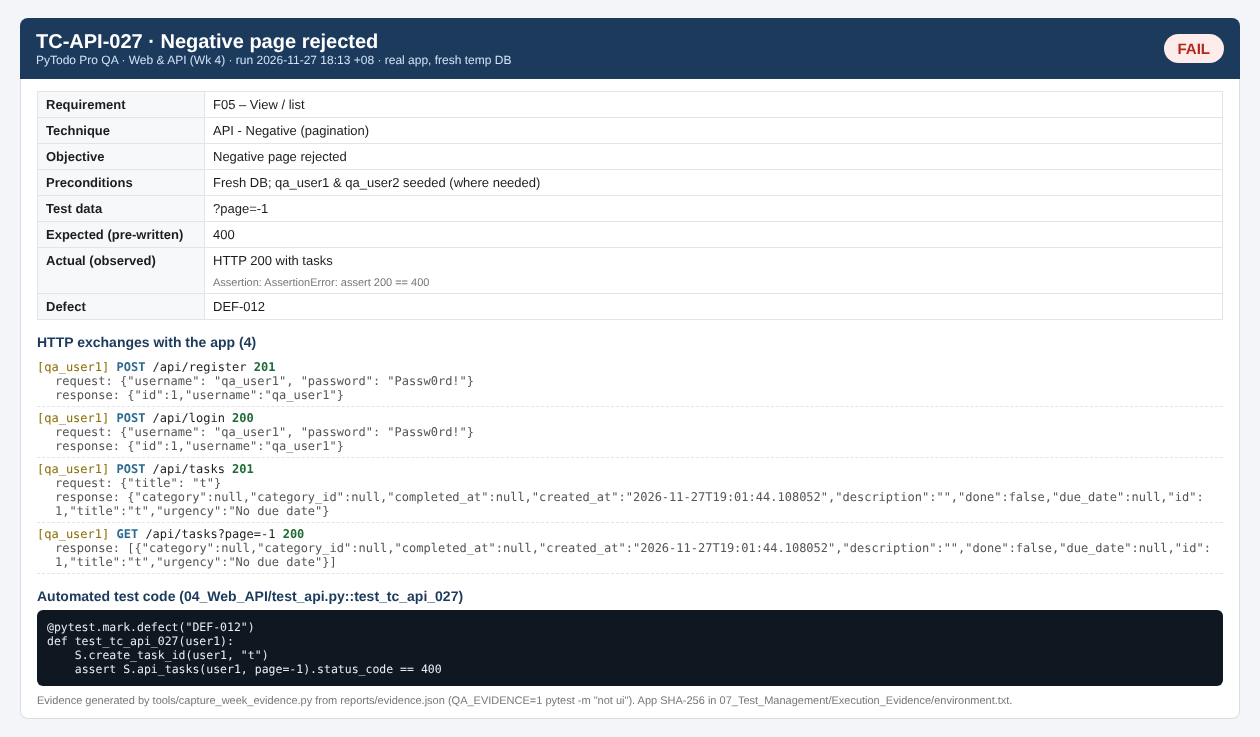 TC-API-027 · Negative page rejected
PyTodo Pro QA · Web & API (Wk 4) · run 2026-11-27 18:13 +08 · real app, fresh temp DB
FAIL
Requirement F05 – View / list
Technique API - Negative (pagination)
Objective Negative page rejected
Preconditions Fresh DB; qa_user1 & qa_user2 seeded (where needed)
Test data ?page=-1
Expected (pre-written) 400
Actual (observed) HTTP 200 with tasks
Assertion: AssertionError: assert 200 == 400
Defect DEF-012
HTTP exchanges with the app (4)
[qa_user1] POST /api/register 201
request: {"username": "qa_user1", "password": "Passw0rd!"}
response: {"id":1,"username":"qa_user1"}
[qa_user1] POST /api/login 200
request: {"username": "qa_user1", "password": "Passw0rd!"}
response: {"id":1,"username":"qa_user1"}
[qa_user1] POST /api/tasks 201
request: {"title": "t"}
response: {"category":null,"category_id":null,"completed_at":null,"created_at":"2026-11-27T19:01:44.108052","description":"","done":false,"due_date":null,"id":
1,"title":"t","urgency":"No due date"}
[qa_user1] GET /api/tasks?page=-1 200
response: [{"category":null,"category_id":null,"completed_at":null,"created_at":"2026-11-27T19:01:44.108052","description":"","done":false,"due_date":null,"id":
1,"title":"t","urgency":"No due date"}]
Automated test code (04_Web_API/test_api.py::test_tc_api_027)
@pytest.mark.defect("DEF-012")
def test_tc_api_027(user1):
    S.create_task_id(user1, "t")
    assert S.api_tasks(user1, page=-1).status_code == 400
Evidence generated by tools/capture_week_evidence.py from reports/evidence.json (QA_EVIDENCE=1 pytest -m "not ui"). App SHA-256 in 07_Test_Management/Execution_Evidence/environment.txt.